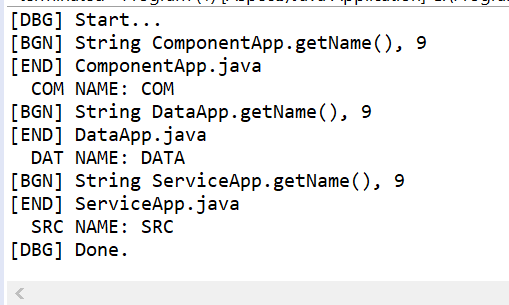 [DBG] Start...
[BGN] String ComponentApp.getName(), 9
[END] ComponentApp.java
  COM NAME: COM
[BGN] String DataApp.getName(), 9
[END] DataApp.java
  DAT NAME: DATA
[BGN] String ServiceApp.getName(), 9
[END] ServiceApp.java
  SRC NAME: SRC
[DBG] Done.